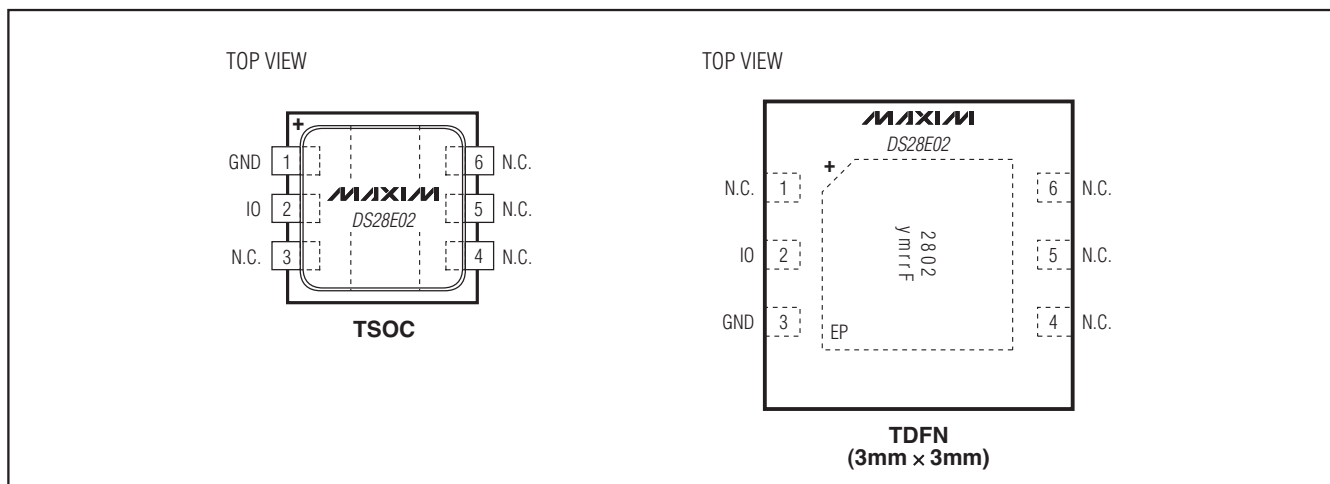 TOP VIEW
+
GND 1
6 N.C.
MAXIM
IO 2
5 N.C.
DS28E02
N.C. 3
4 N.C.
TSOC
TOP VIEW
MAXIM
DS28E02
+
N.C. 1
6 N.C.
2802
ymrrF
IO 2
5 N.C.
GND 3
4 N.C.
EP
TDFN
(3mm × 3mm)